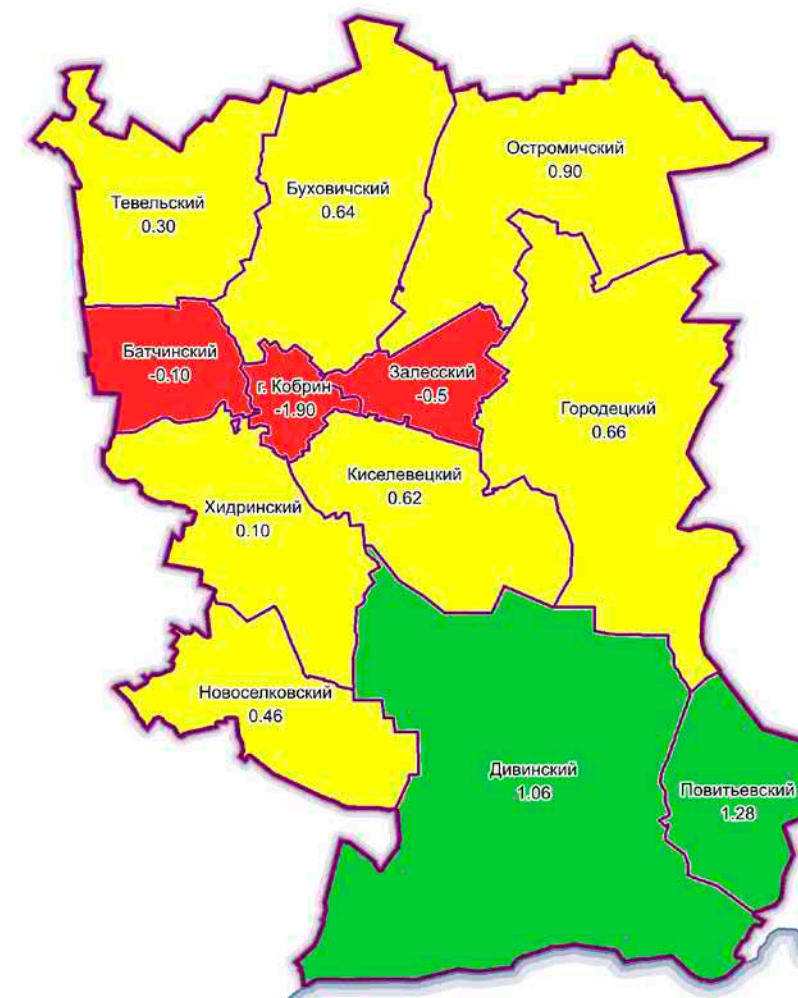 Остромичский
0.90
Буховичский
0.64
Тевельский
0.30
Батчинский
-0.10
г. Кобрин
-1.90
Залесский
-0.5
Городецкий
0.66
Киселевецкий
0.62
Хидринский
0.10
Новоселковский
0.46
Дивинский
1.06
Повитьевский
1.28